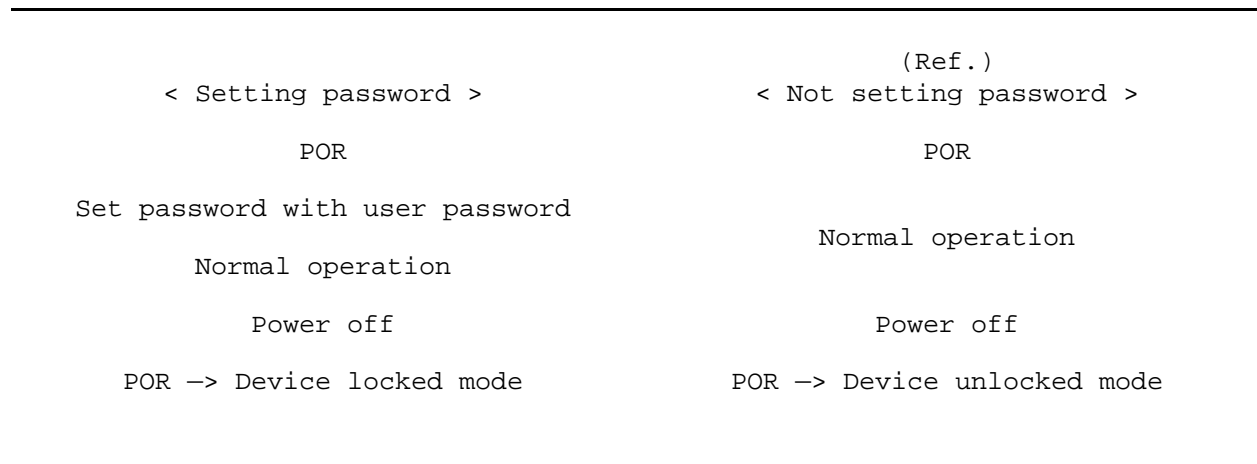 (Ref.)
< Setting password > < Not setting password >
POR POR
Set password with user password
Normal operation
Normal operation
Power off Power off
POR —> Device locked mode POR —> Device unlocked mode